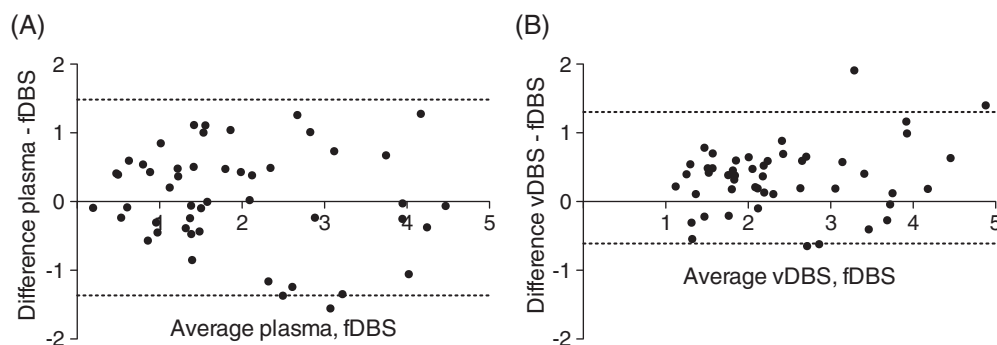 (A)
Difference plasma - fDBS
2
1
0
-1
-2
1 2 3 4 5
Average plasma, fDBS
(B)
Difference vDBS - fDBS
2
1
0
-1
-2
1 2 3 4 5
Average vDBS, fDBS